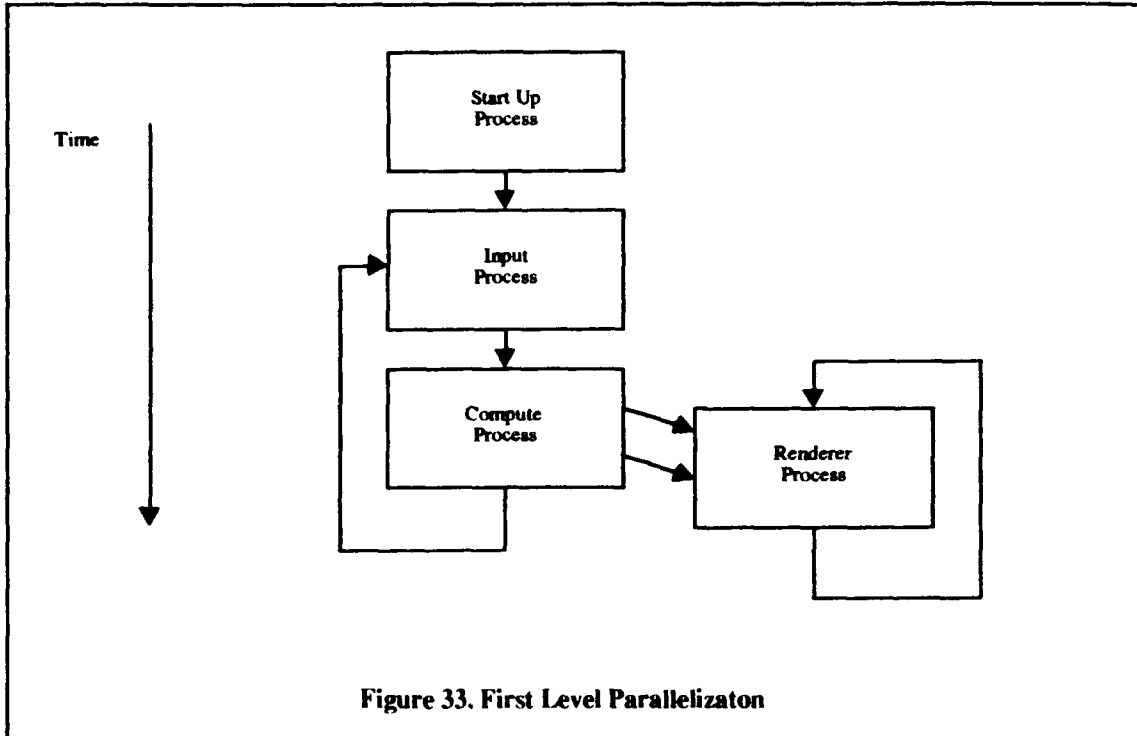 Start Up
Process
Time
Input
Process
Compute
Process
Renderer
Process
Figure 33. First Level Parallelizaton